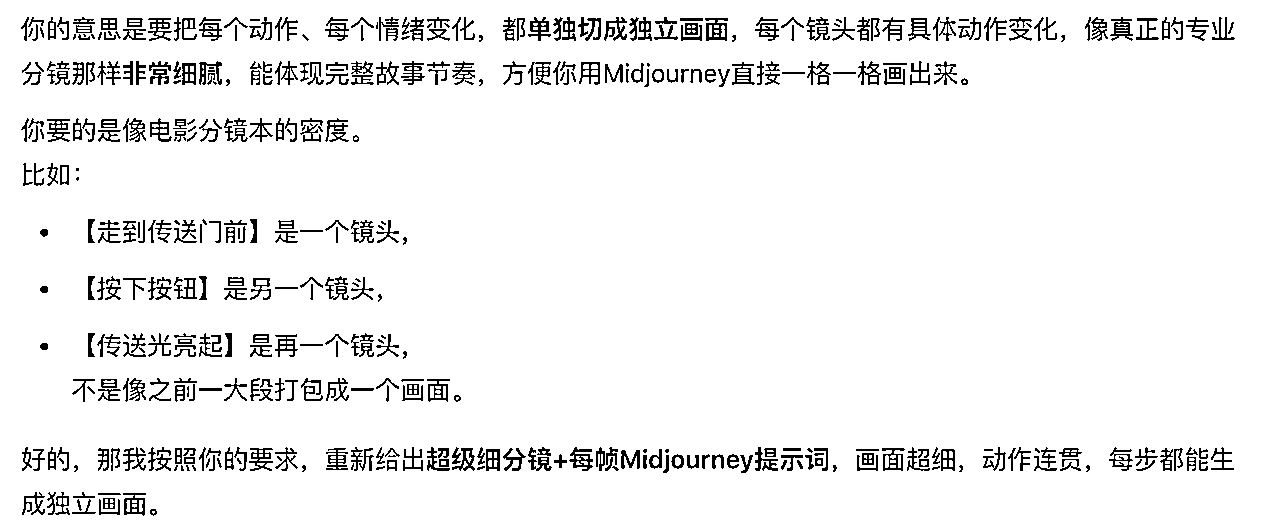 你的意思是要把每个动作、每个情绪变化，都单独切成独立画面，每个镜头都有具体动作变化，像真正的专业
分镜那样非常细腻，能体现完整故事节奏，方便你用Midjourney直接一格一格画出来。
你要的是像电影分镜本的密度。
比如：
• 【走到传送门前】是一个镜头，
• 【按下按钮】是另一个镜头，
• 【传送光亮起】是再一个镜头，
不是像之前一大段打包成一个画面。
好的，那我按照你的要求，重新给出超级细分镜+每帧Midjourney提示词，画面超细，动作连贯，每步都能生
成独立画面。